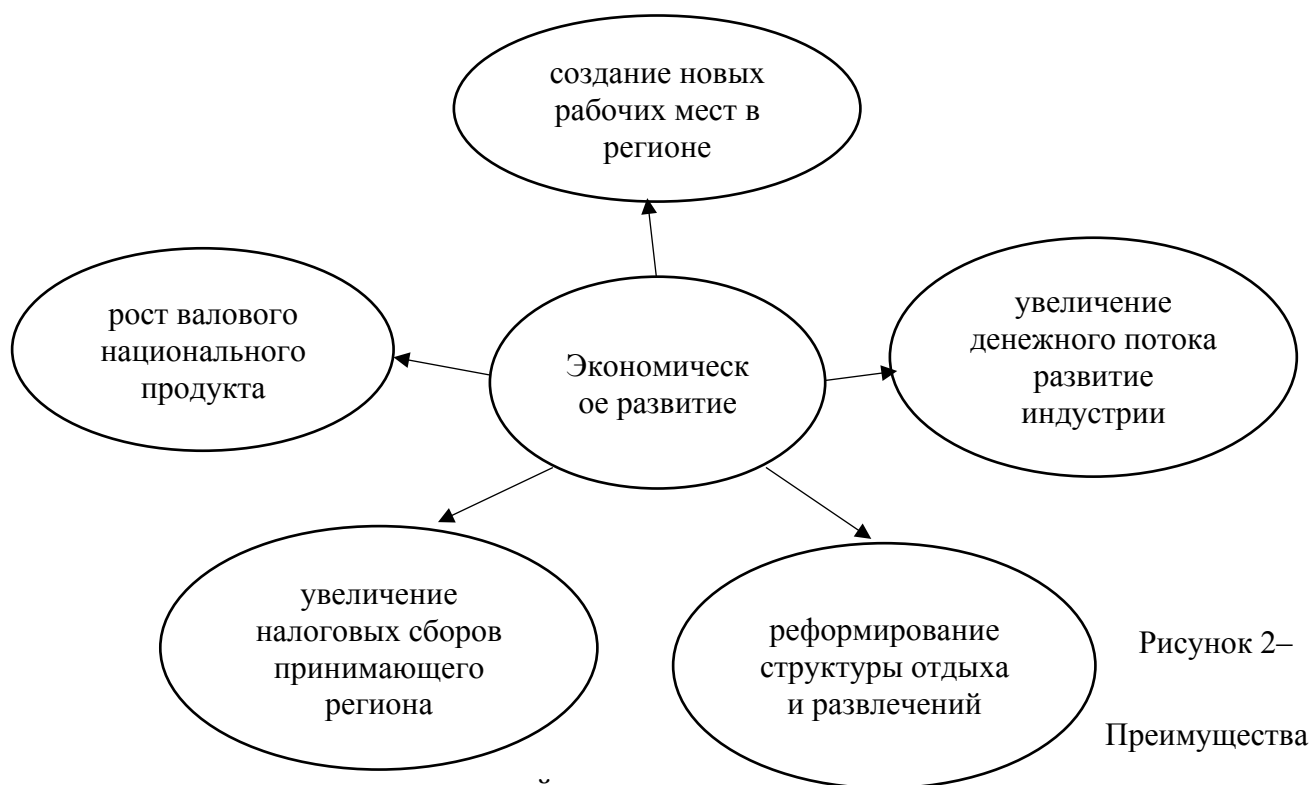 создание новых
рабочих мест в
регионе
рост валового
национального
продукта
Экономическ
ое развитие
увеличение
денежного потока
развитие
индустрии
увеличение
налоговых сборов
принимающего
региона
реформирование
структуры отдыха
и развлечений
Рисунок 2–
Преимущества